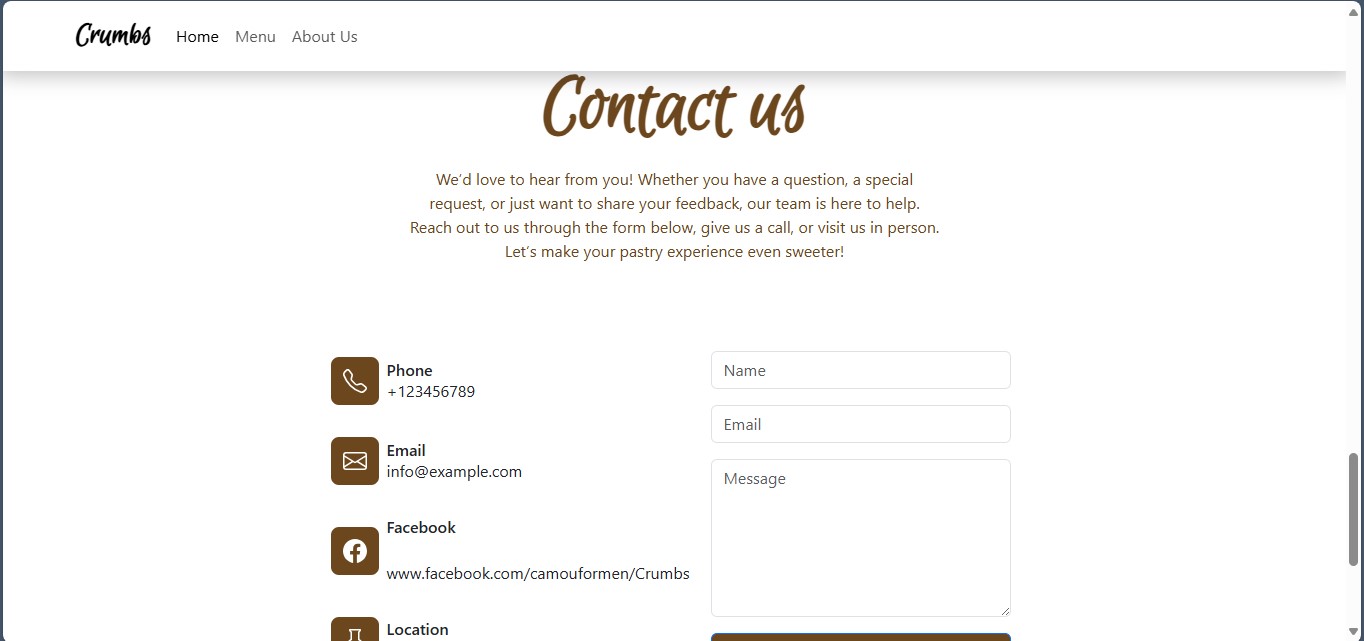 Crumbs Home Menu About Us
Contact us
We’d love to hear from you! Whether you have a question, a special
request, or just want to share your feedback, our team is here to help.
Reach out to us through the form below, give us a call, or visit us in person.
Let’s make your pastry experience even sweeter!
Phone
+123456789
Email
info@example.com
Facebook
www.facebook.com/camouformen/Crumbs
Location
Name
Email
Message